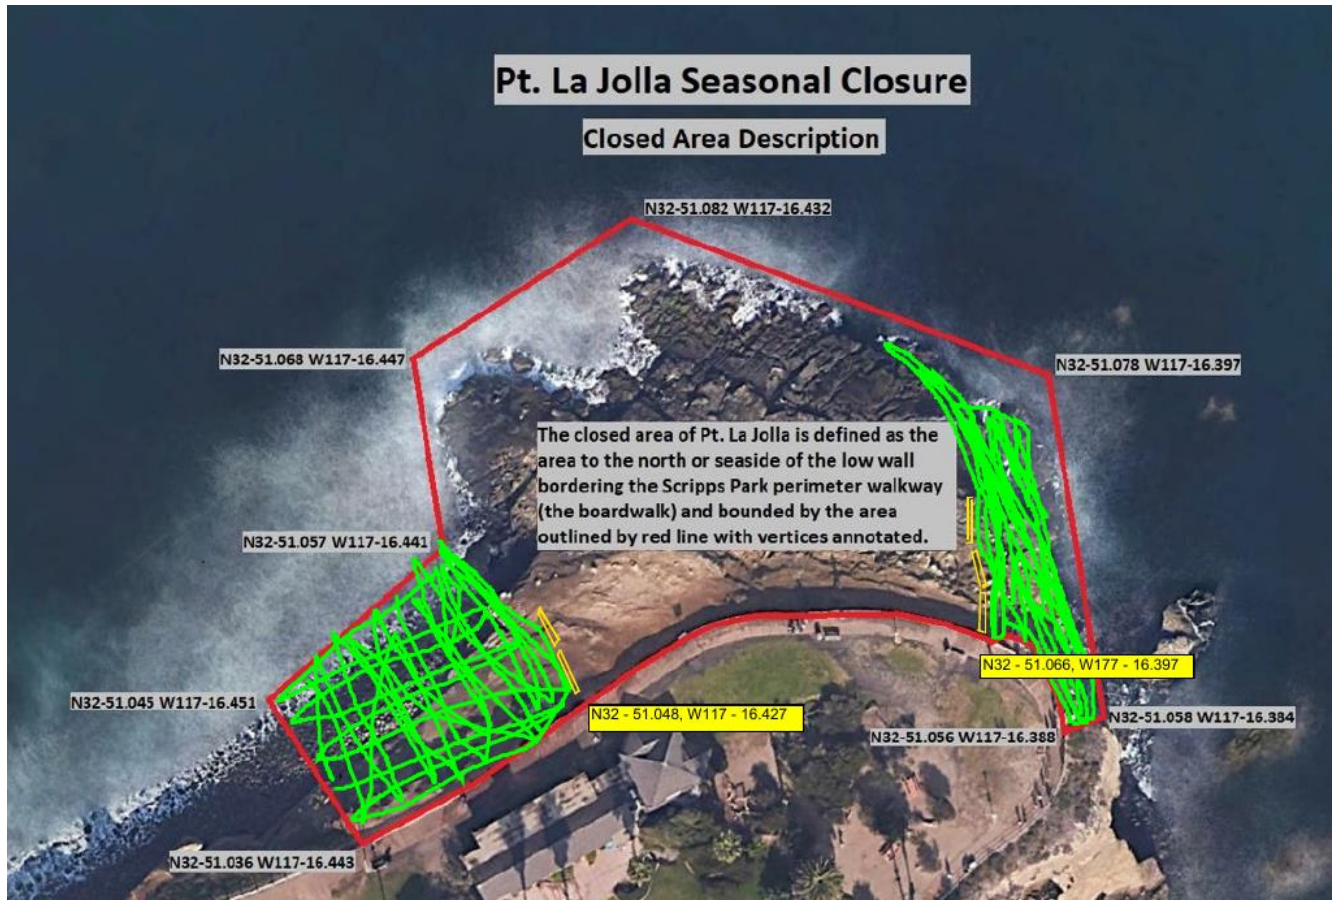 Pt. La Jolla Seasonal Closure
Closed Area Description
N32-51.082 W117-16.432
N32-51.068 W117-16.447
N32-51.078 W117-16.397
The closed area of Pt. La Jolla is defined as the
area to the north or seaside of the low wall
bordering the Scripps Park perimeter walkway
(the boardwalk) and bounded by the area
outlined by red line with vertices annotated.
N32-51.057 W117-16.441
N32 - 51.066, W177 - 16.397
N32-51.045 W117-16.451
N32 - 51.048, W117 - 16.427
N32-51.058 W117-16.384
N32-51.056 W117-16.388
N32-51.036 W117-16.443